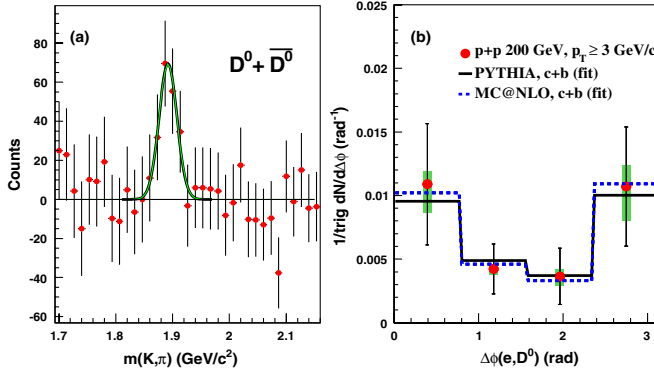 (a)
D⁰ + D̅⁰
80
60
40
20
0
-20
-40
-60
Counts
1.7 1.8 1.9 2 2.1
m(K,π) (GeV/c²)
(b)
p+p 200 GeV, p_T ≥ 3 GeV/c
PYTHIA, c+b (fit)
MC@NLO, c+b (fit)
0.025
0.02
0.015
0.01
0.005
0
1/trig dN/dΔϕ (rad⁻¹)
0 1 2 3
Δϕ(e,D⁰) (rad)